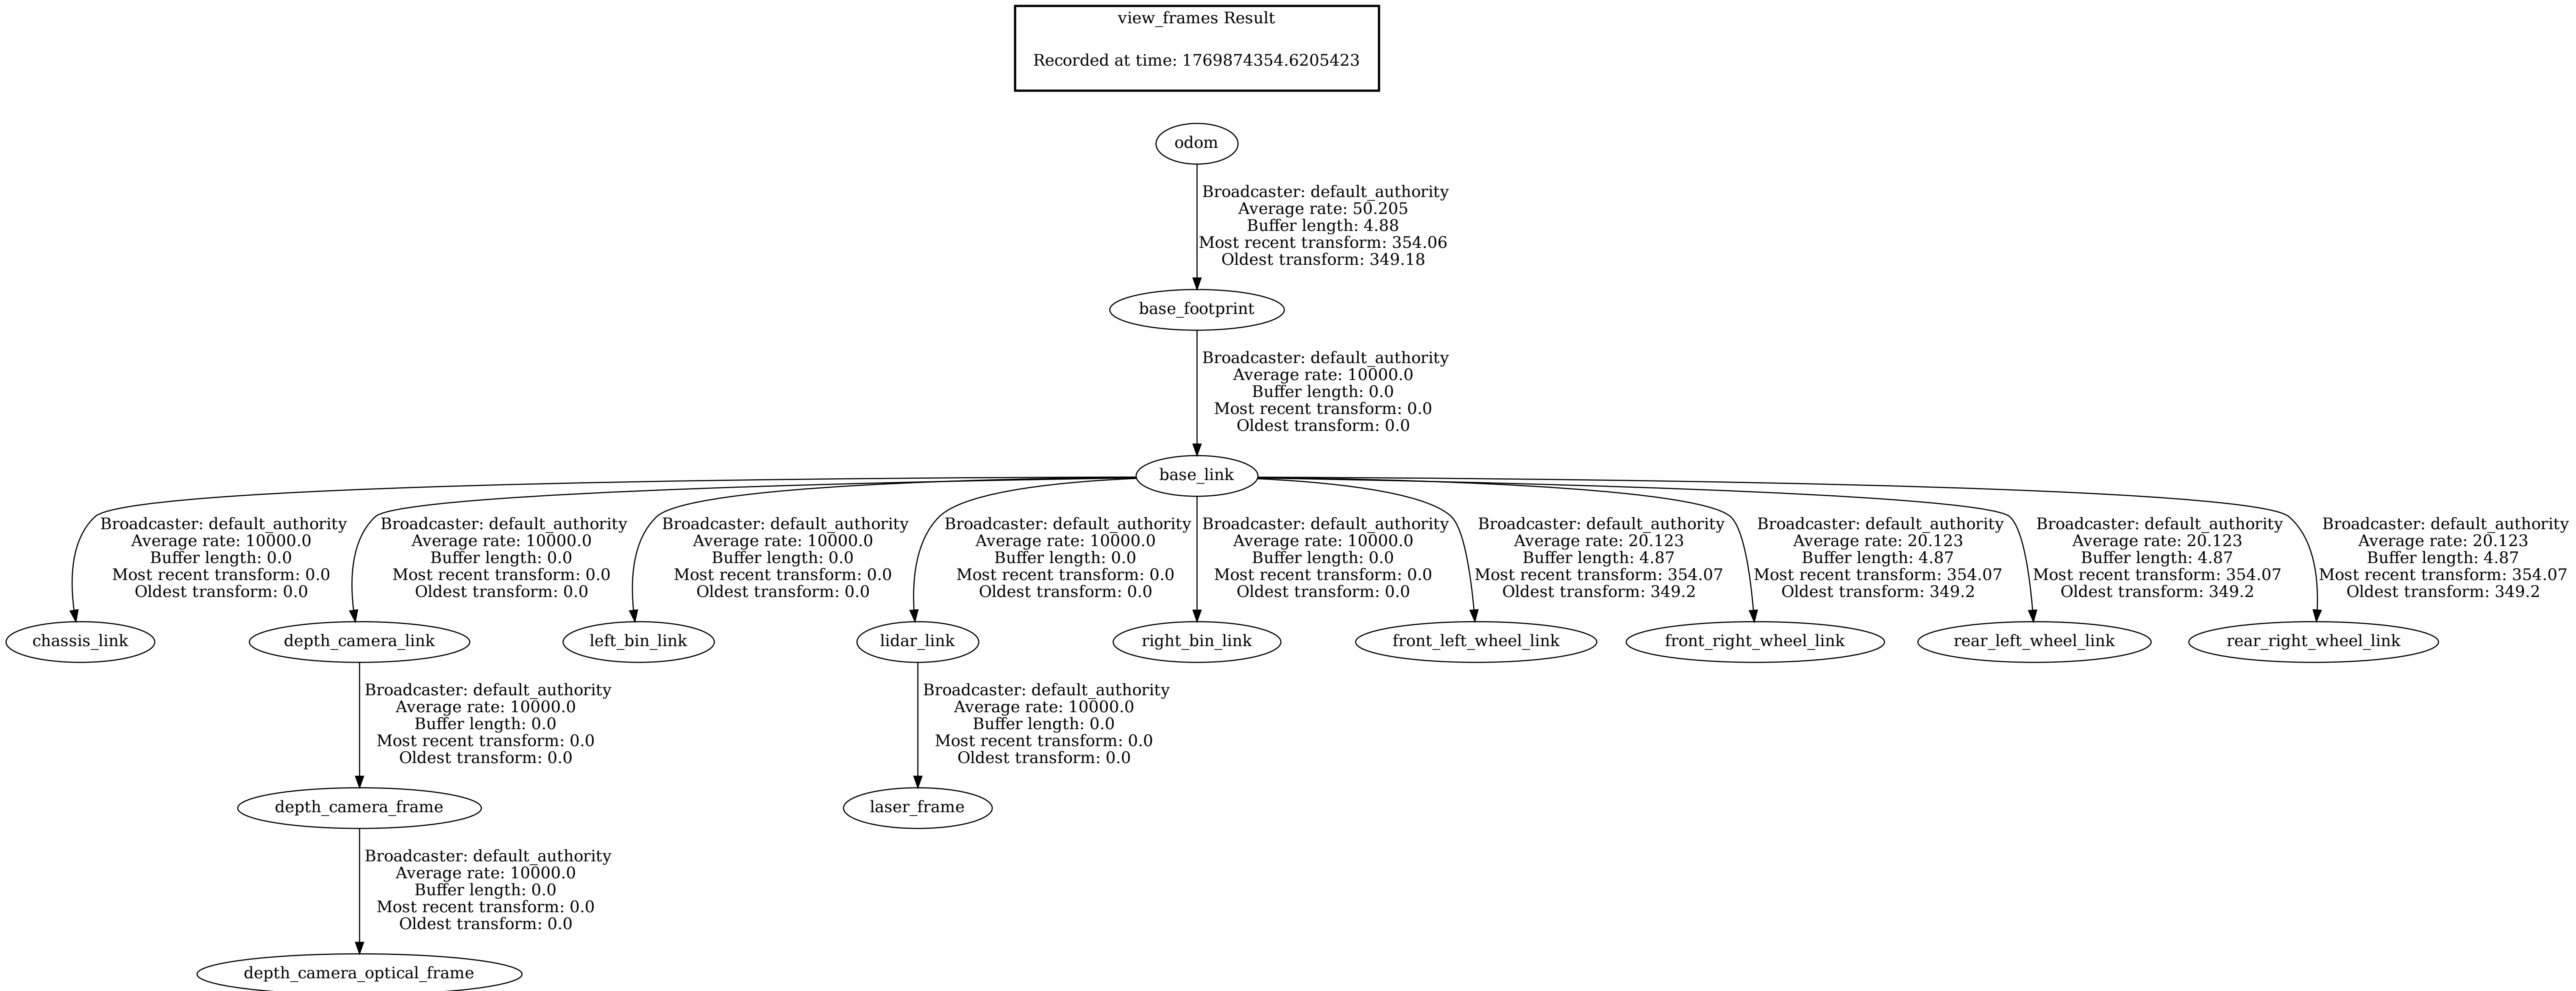 view_frames Result
Recorded at time: 1769874354.6205423
odom
Broadcaster: default_authority
Average rate: 50.205
Buffer length: 4.88
Most recent transform: 354.06
Oldest transform: 349.18
base_footprint
Broadcaster: default_authority
Average rate: 10000.0
Buffer length: 0.0
Most recent transform: 0.0
Oldest transform: 0.0
base_link
Broadcaster: default_authority
Average rate: 10000.0
Buffer length: 0.0
Most recent transform: 0.0
Oldest transform: 0.0
Broadcaster: default_authority
Average rate: 10000.0
Buffer length: 0.0
Most recent transform: 0.0
Oldest transform: 0.0
Broadcaster: default_authority
Average rate: 10000.0
Buffer length: 0.0
Most recent transform: 0.0
Oldest transform: 0.0
Broadcaster: default_authority
Average rate: 10000.0
Buffer length: 0.0
Most recent transform: 0.0
Oldest transform: 0.0
Broadcaster: default_authority
Average rate: 10000.0
Buffer length: 0.0
Most recent transform: 0.0
Oldest transform: 0.0
Broadcaster: default_authority
Average rate: 20.123
Buffer length: 4.87
Most recent transform: 354.07
Oldest transform: 349.2
Broadcaster: default_authority
Average rate: 20.123
Buffer length: 4.87
Most recent transform: 354.07
Oldest transform: 349.2
Broadcaster: default_authority
Average rate: 20.123
Buffer length: 4.87
Most recent transform: 354.07
Oldest transform: 349.2
Broadcaster: default_authority
Average rate: 20.123
Buffer length: 4.87
Most recent transform: 354.07
Oldest transform: 349.2
chassis_link
depth_camera_link
left_bin_link
lidar_link
right_bin_link
front_left_wheel_link
front_right_wheel_link
rear_left_wheel_link
rear_right_wheel_link
Broadcaster: default_authority
Average rate: 10000.0
Buffer length: 0.0
Most recent transform: 0.0
Oldest transform: 0.0
Broadcaster: default_authority
Average rate: 10000.0
Buffer length: 0.0
Most recent transform: 0.0
Oldest transform: 0.0
depth_camera_frame
laser_frame
Broadcaster: default_authority
Average rate: 10000.0
Buffer length: 0.0
Most recent transform: 0.0
Oldest transform: 0.0
depth_camera_optical_frame